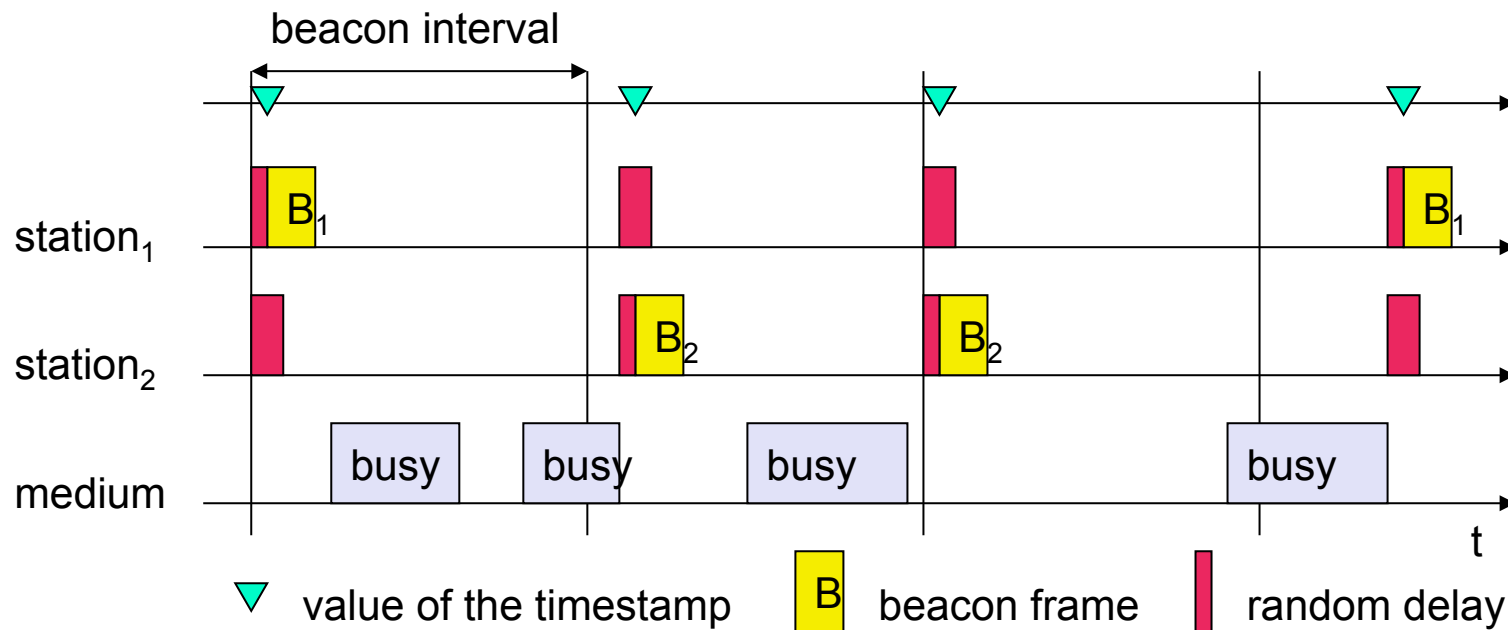 beacon interval
B₁ B₁
station₁
B₂ B₂
station₂
busy busy busy busy
medium
t
value of the timestamp B beacon frame random delay